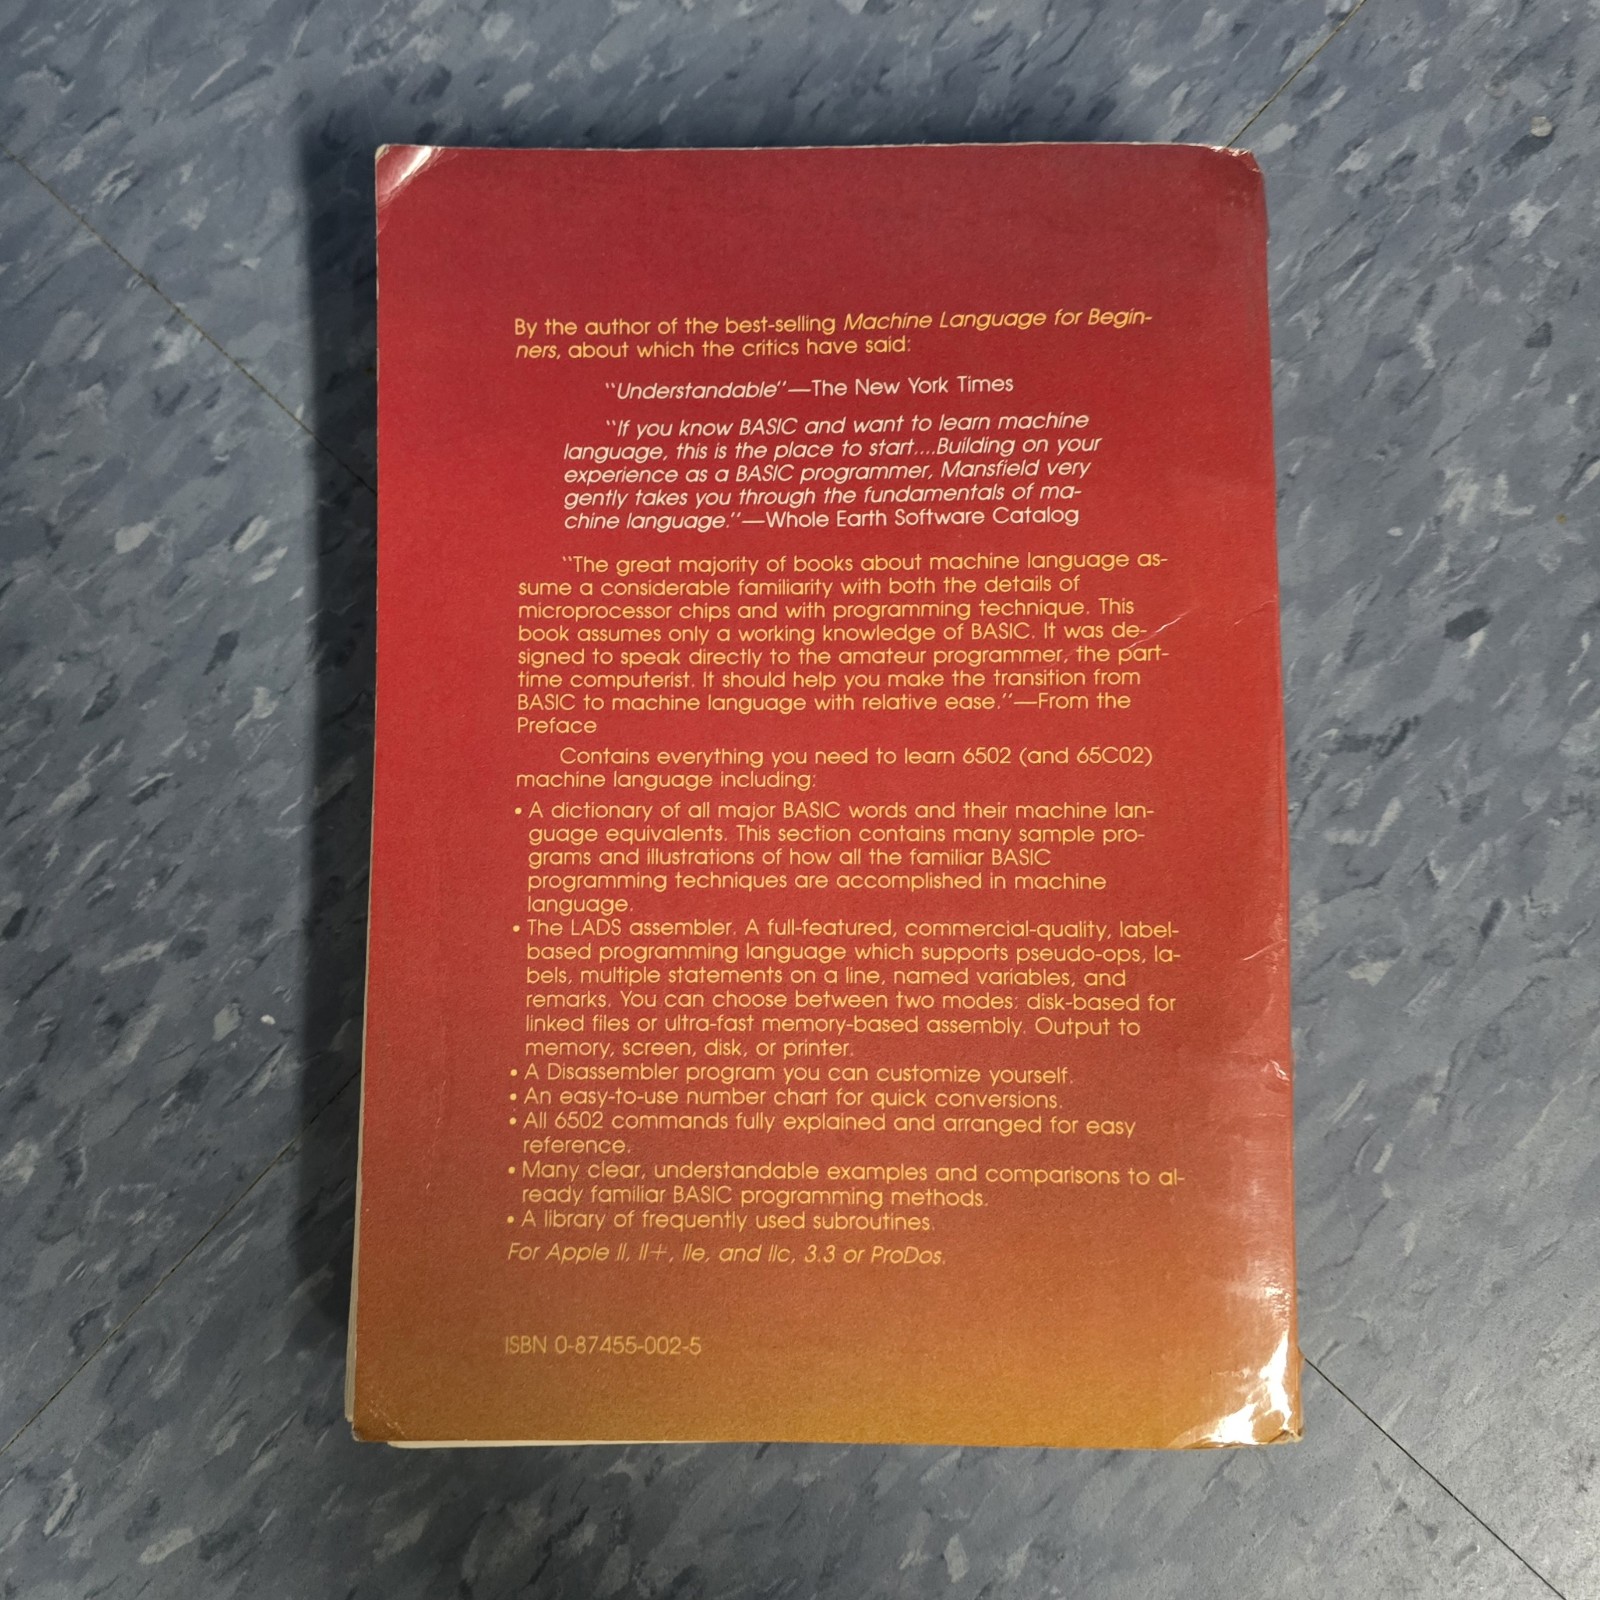 By the author of the best-selling Machine Language for Begin-
ners, about which the critics have said:
"Understandable"—The New York Times
"If you know BASIC and want to learn machine
language, this is the place to start....Building on your
experience as a BASIC programmer, Mansfield very
gently takes you through the fundamentals of ma-
chine language."—Whole Earth Software Catalog
"The great majority of books about machine language as-
sume a considerable familiarity with both the details of
microprocessor chips and with programming technique. This
book assumes only a working knowledge of BASIC. It was de-
signed to speak directly to the amateur programmer, the part-
time computerist. It should help you make the transition from
BASIC to machine language with relative ease."—From the
Preface
Contains everything you need to learn 6502 (and 65C02)
machine language including:
• A dictionary of all major BASIC words and their machine lan-
guage equivalents. This section contains many sample pro-
grams and illustrations of how all the familiar BASIC
programming techniques are accomplished in machine
language.
• The LADS assembler. A full-featured, commercial-quality, label-
based programming language which supports pseudo-ops, la-
bels, multiple statements on a line, named variables, and
remarks. You can choose between two modes: disk-based for
linked files or ultra-fast memory-based assembly. Output to
memory, screen, disk, or printer.
• A Disassembler program you can customize yourself.
• An easy-to-use number chart for quick conversions.
• All 6502 commands fully explained and arranged for easy
reference.
• Many clear, understandable examples and comparisons to al-
ready familiar BASIC programming methods.
• A library of frequently used subroutines.
For Apple II, II+, IIe, and IIc, 3.3 or ProDos.
ISBN 0-87455-002-5